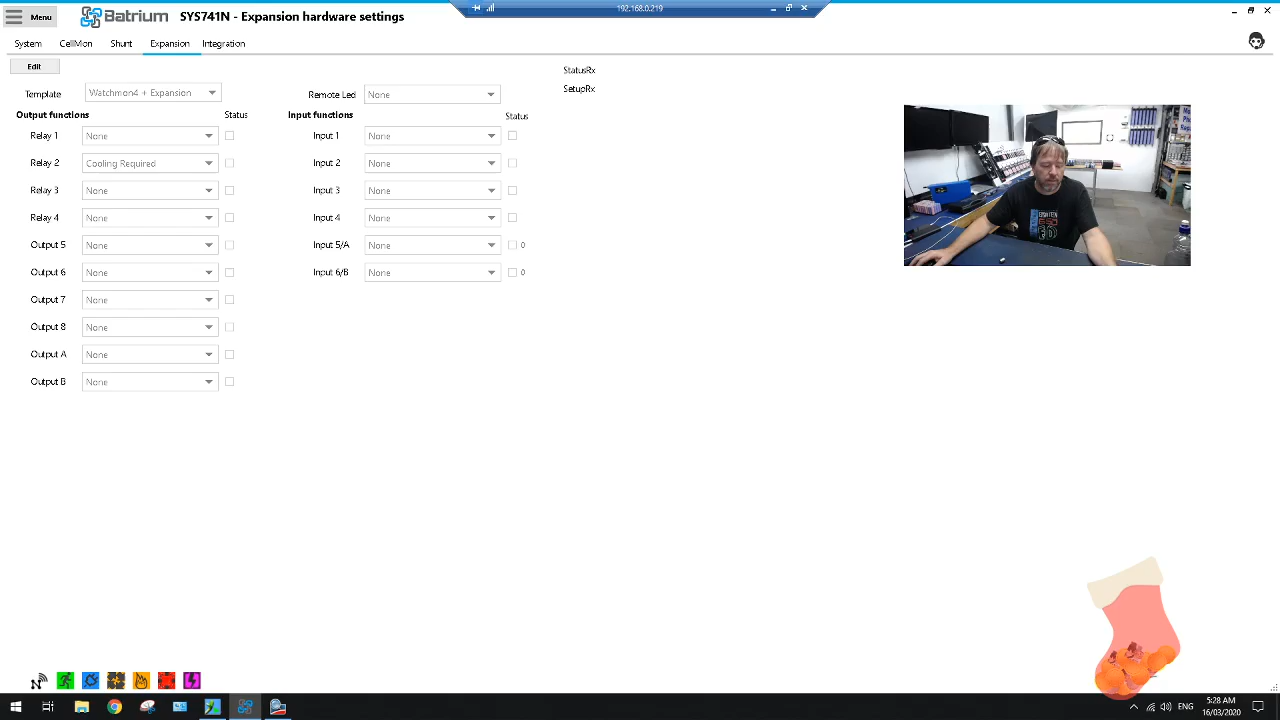 192.168.0.219
Menu
Batrium
SYS741N - Expansion hardware settings
System
CellMon
Shunt
Expansion
Integration
Edit
StatusRx
SetupRx
Template
Watchmon4 + Expansion
Remote Led
None
Output functions
Status
Input functions
Status
Relay 1
None
Input 1
None
Relay 2
Cooling Required
Input 2
None
Relay 3
None
Input 3
None
Relay 4
None
Input 4
None
Output 5
None
Input 5/A
None
0
Output 6
None
Input 6/B
None
0
Output 7
None
Output 8
None
Output A
None
Output B
None
ENG
5:28 AM
16/03/2020